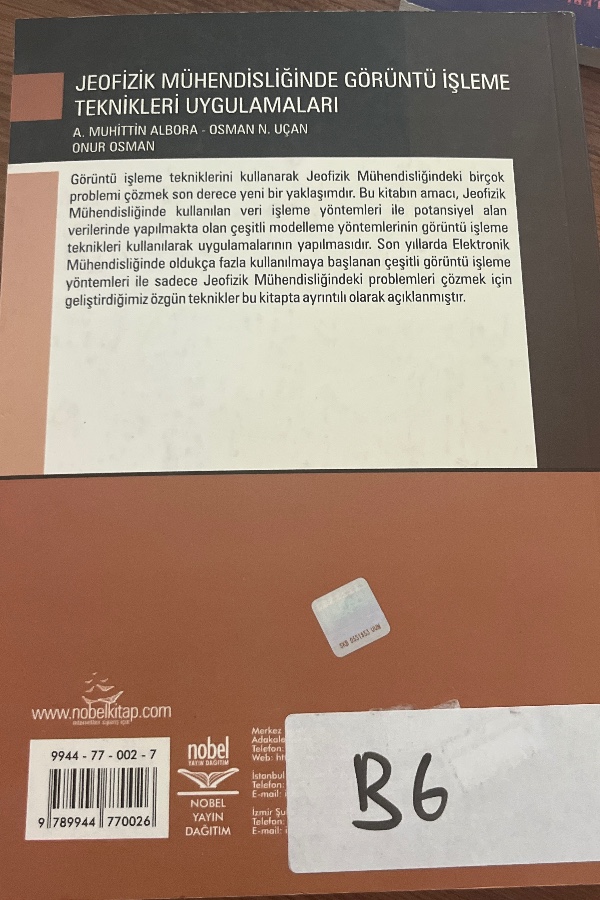 JEOFİZİK MÜHENDİSLİĞİNDE GÖRÜNTÜ İŞLEME
TEKNİKLERİ UYGULAMALARI
A. MUHİTTİN ALBORA - OSMAN N. UÇAN
ONUR OSMAN
Görüntü işleme tekniklerini kullanarak Jeofizik Mühendisliğindeki birçok
problemi çözmek son derece yeni bir yaklaşımdır. Bu kitabın amacı, Jeofizik
Mühendisliğinde kullanılan veri işleme yöntemleri ile potansiyel alan
verilerinde yapılmakta olan çeşitli modelleme yöntemlerinin görüntü işleme
teknikleri kullanılarak uygulamalarının yapılmasıdır. Son yıllarda Elektronik
Mühendisliğinde oldukça fazla kullanılmaya başlanan çeşitli görüntü işleme
yöntemleri ile sadece Jeofizik Mühendisliğindeki problemleri çözmek için
geliştirdiğimiz özgün teknikler bu kitapta ayrıntılı olarak açıklanmıştır.
www.nobelkitap.com
9944 - 77 - 002 - 7
9 789944 770026
nobel
YAYIN DAĞITIM
NOBEL
YAYIN
DAĞITIM
Merkez
Adakale
Telefon:
Web:
İstanbul
Telefon:
E-mail:
İzmir
Telefon:
E-mail:
B6